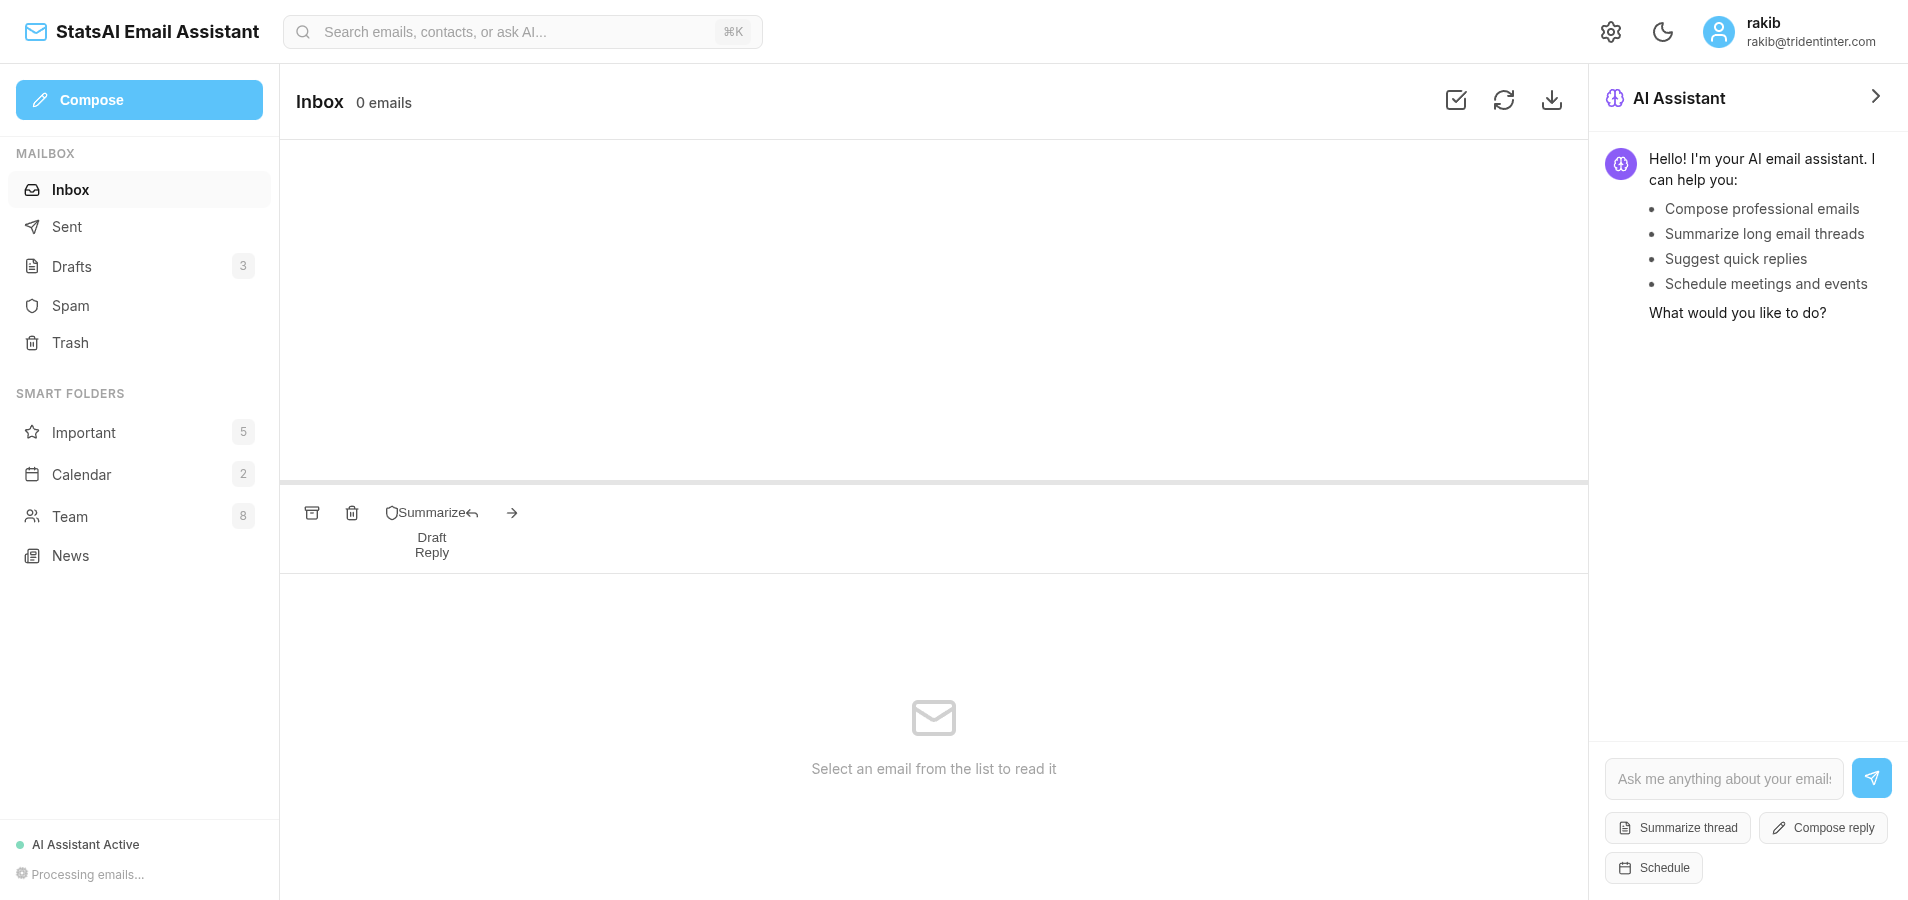 StatsAI Email Assistant
Search emails, contacts, or ask AI...
⌘K
rakib
rakib@tridentinter.com
Compose
MAILBOX
Inbox
Sent
Drafts
3
Spam
Trash
SMART FOLDERS
Important
5
Calendar
2
Team
8
News
AI Assistant Active
Processing emails...
Inbox
0 emails
Summarize
Draft
Reply
Select an email from the list to read it
AI Assistant
Hello! I'm your AI email assistant. I
can help you:
• Compose professional emails
• Summarize long email threads
• Suggest quick replies
• Schedule meetings and events
What would you like to do?
Ask me anything about your emails
Summarize thread
Compose reply
Schedule